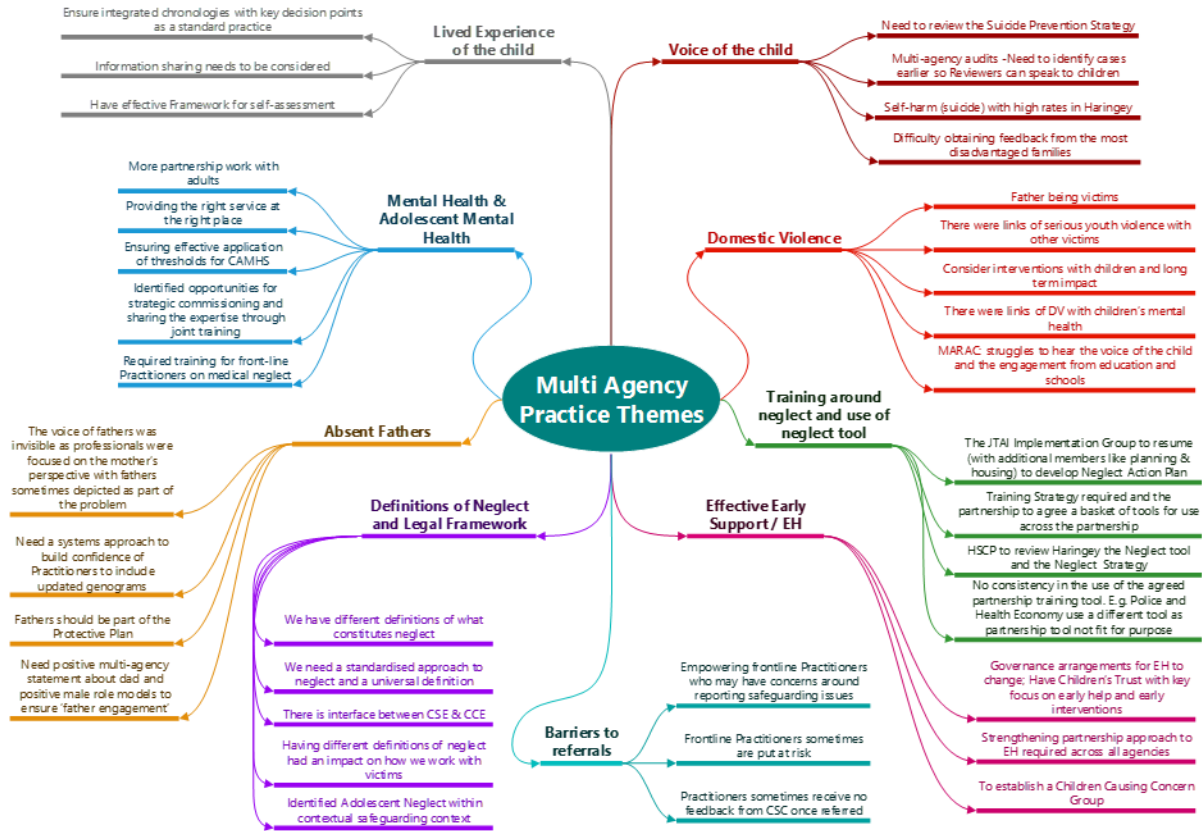 Multi Agency
Practice Themes
Lived Experience
of the child
Ensure integrated chronologies with key decision points
as a standard practice
Information sharing needs to be considered
Have effective Framework for self-assessment
Voice of the child
Need to review the Suicide Prevention Strategy
Multi-agency audits -Need to identify cases
earlier so Reviewers can speak to children
Self-harm (suicide) with high rates in Haringey
Difficulty obtaining feedback from the most
disadvantaged families
Mental Health &
Adolescent Mental
Health
More partnership work with
adults
Providing the right service at
the right place
Ensuring effective application
of thresholds for CAMHS
Identified opportunities for
strategic commissioning and
sharing the expertise through
joint training
Required training for front-line
Practitioners on medical neglect
Domestic Violence
Father being victims
There were links of serious youth violence with
other victims
Consider interventions with children and long
term impact
There were links of DV with children's mental
health
MARAC: struggles to hear the voice of the child
and the engagement from education and
schools
Absent Fathers
The voice of fathers was
invisible as professionals were
focused on the mother's
perspective with fathers
sometimes depicted as part of
the problem
Need a systems approach to
build confidence of
Practitioners to include
updated genograms
Fathers should be part of the
Protective Plan
Need positive multi-agency
statement about dad and
positive male role models to
ensure 'father engagement'
Training around
neglect and use of
neglect tool
The JTAI Implementation Group to resume
(with additional members like planning &
housing) to develop Neglect Action Plan
Training Strategy required and the
partnership to agree a basket of tools for use
across the partnership
HSCP to review Haringey the Neglect tool
and the Neglect Strategy
No consistency in the use of the agreed
partnership training tool. E.g. Police and
Health Economy use a different tool as
partnership tool not fit for purpose
Definitions of Neglect
and Legal Framework
We have different definitions of what
constitutes neglect
We need a standardised approach to
neglect and a universal definition
There is interface between CSE & CCE
Having different definitions of neglect
had an impact on how we work with
victims
Identified Adolescent Neglect within
contextual safeguarding context
Barriers to
referrals
Empowering frontline Practitioners
who may have concerns around
reporting safeguarding issues
Frontline Practitioners sometimes
are put at risk
Practitioners sometimes receive no
feedback from CSC once referred
Effective Early
Support / EH
Governance arrangements for EH to
change; Have Children's Trust with key
focus on early help and early
interventions
Strengthening partnership approach to
EH required across all agencies
To establish a Children Causing Concern
Group